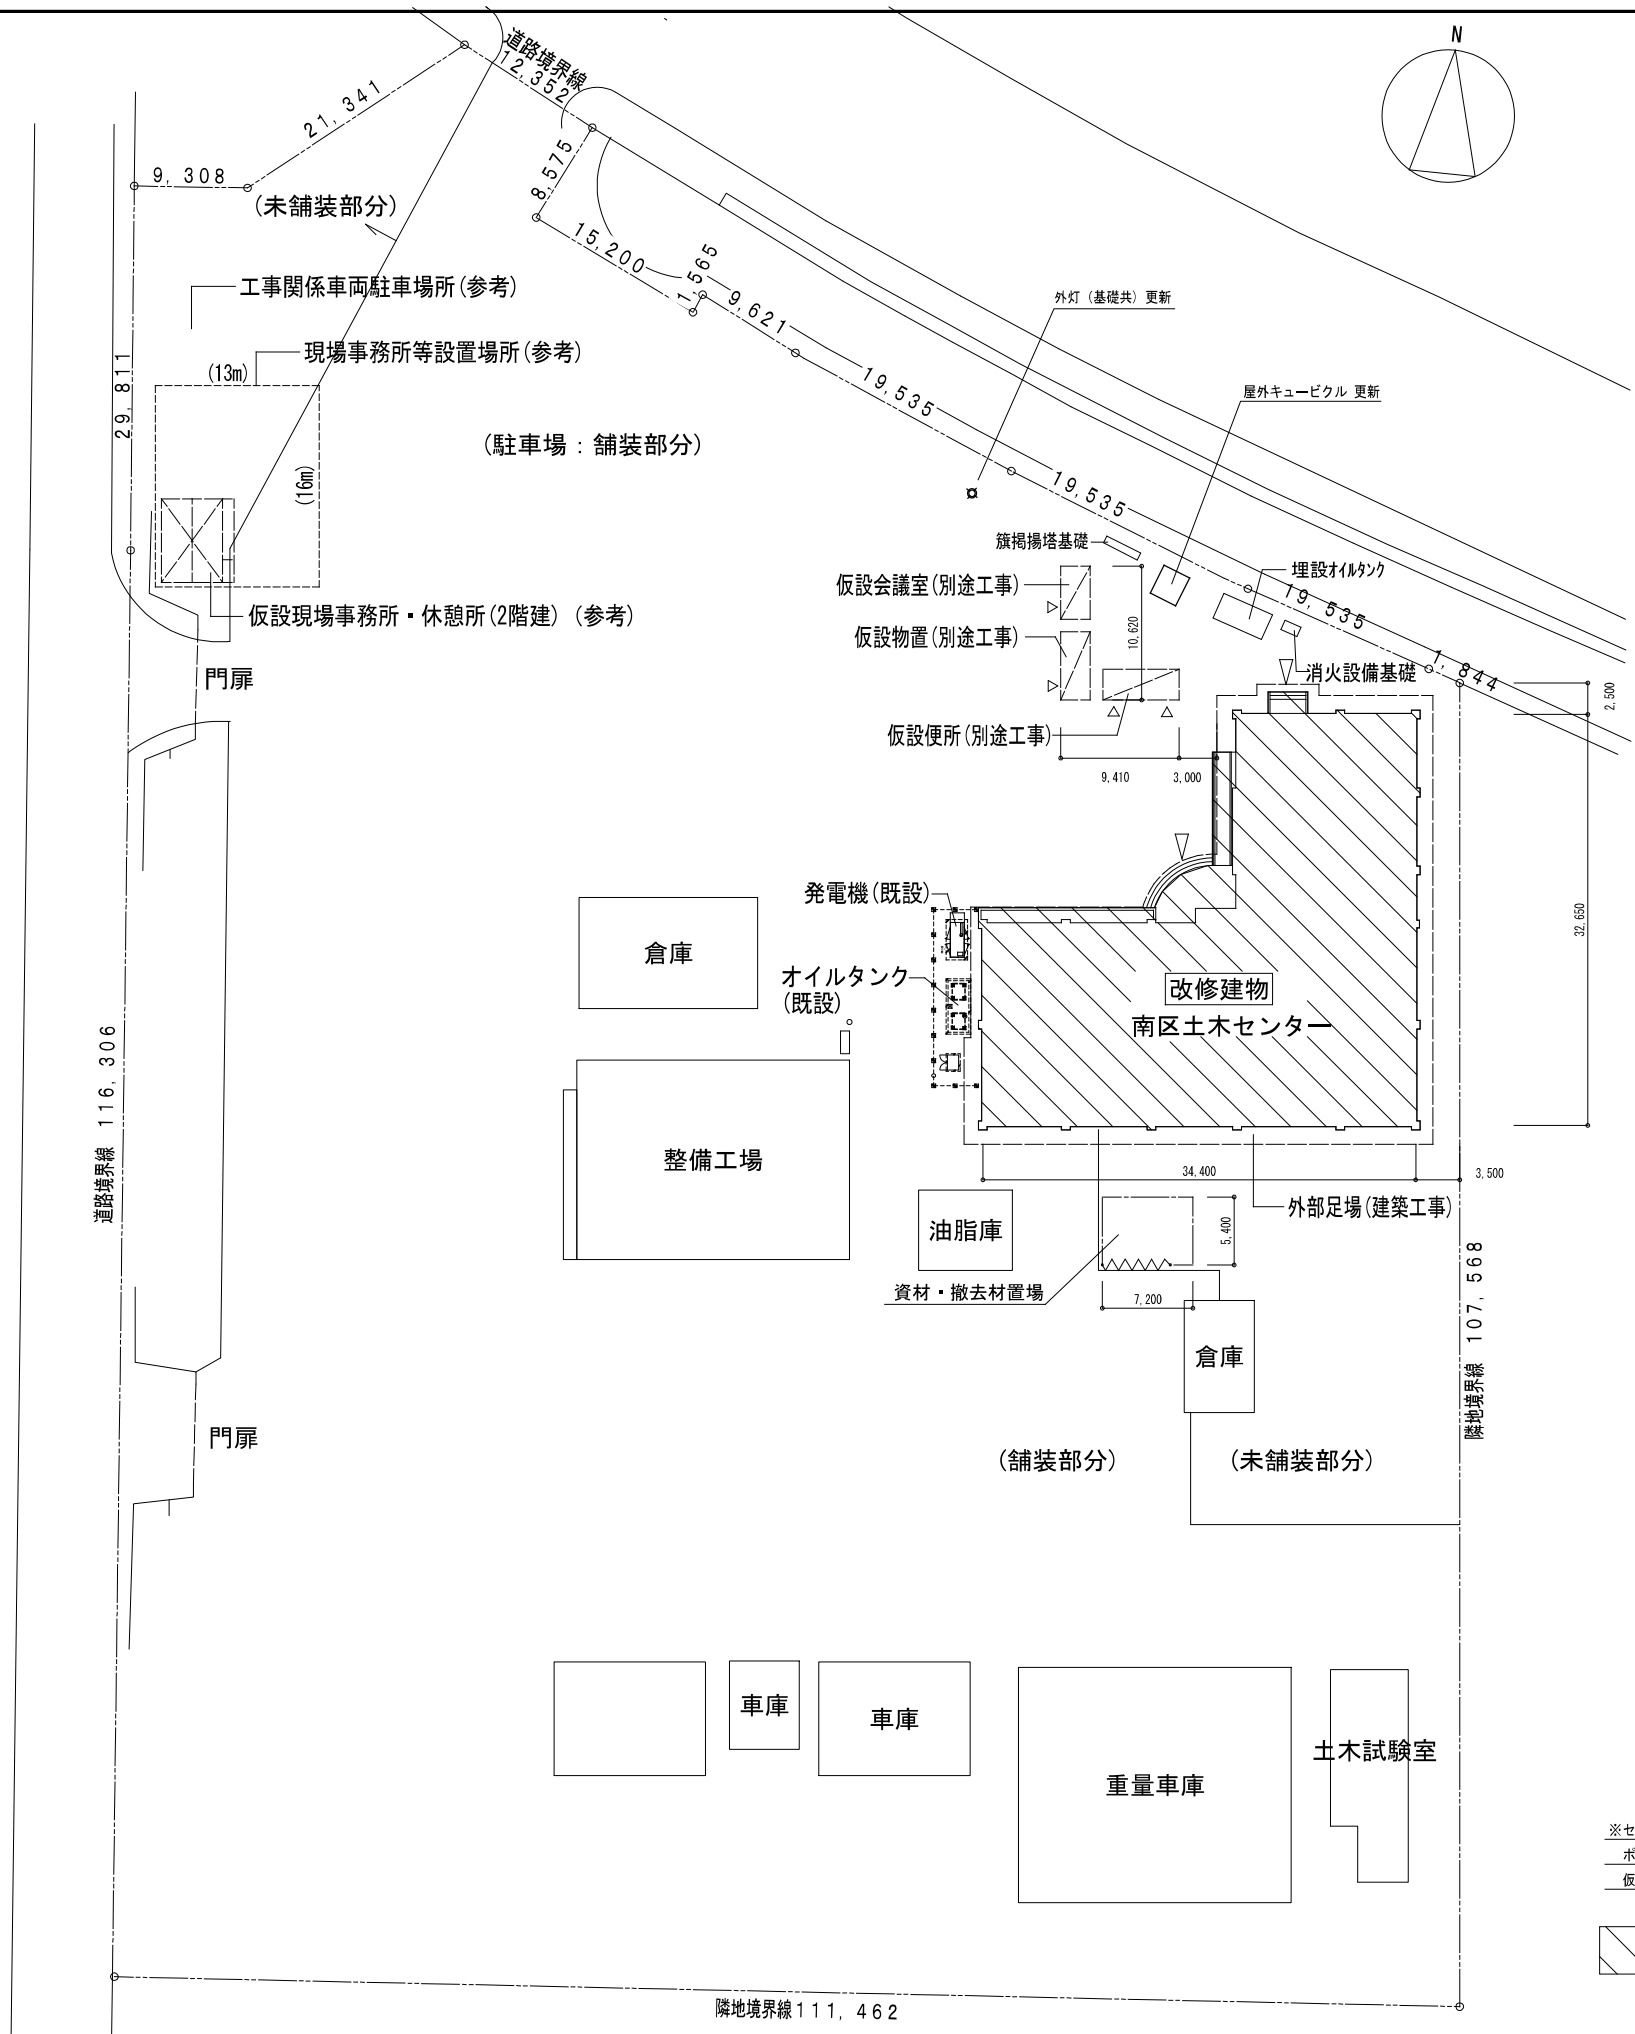 N
道路境界線
12,352
21,341
9,308
(未舗装部分)
8,575
15,200
1,565
9,621
19,535
19,535
19,535
1,844
工事関係車両駐車場所(参考)
現場事務所等設置場所(参考)
(13m)
(16m)
29,811
外灯（基礎共）更新
屋外キュービクル 更新
(駐車場：舗装部分)
籏掲揚塔基礎
埋設オイルタンク
仮設会議室(別途工事)
仮設物置(別途工事)
10,620
消火設備基礎
仮設現場事務所・休憩所(2階建) (参考)
門扉
仮設便所(別途工事)
9,410
3,000
2,500
32,650
発電機(既設)
倉庫
オイルタンク
(既設)
改修建物
南区土木センター
道路境界線 116,306
整備工場
34,400
3,500
油脂庫
外部足場(建築工事)
5,400
資材・撤去材置場
7,200
倉庫
隣地境界線 107,568
門扉
(舗装部分)
(未舗装部分)
車庫
車庫
重量車庫
土木試験室
※セ
ポ
仮
隣地境界線111,462